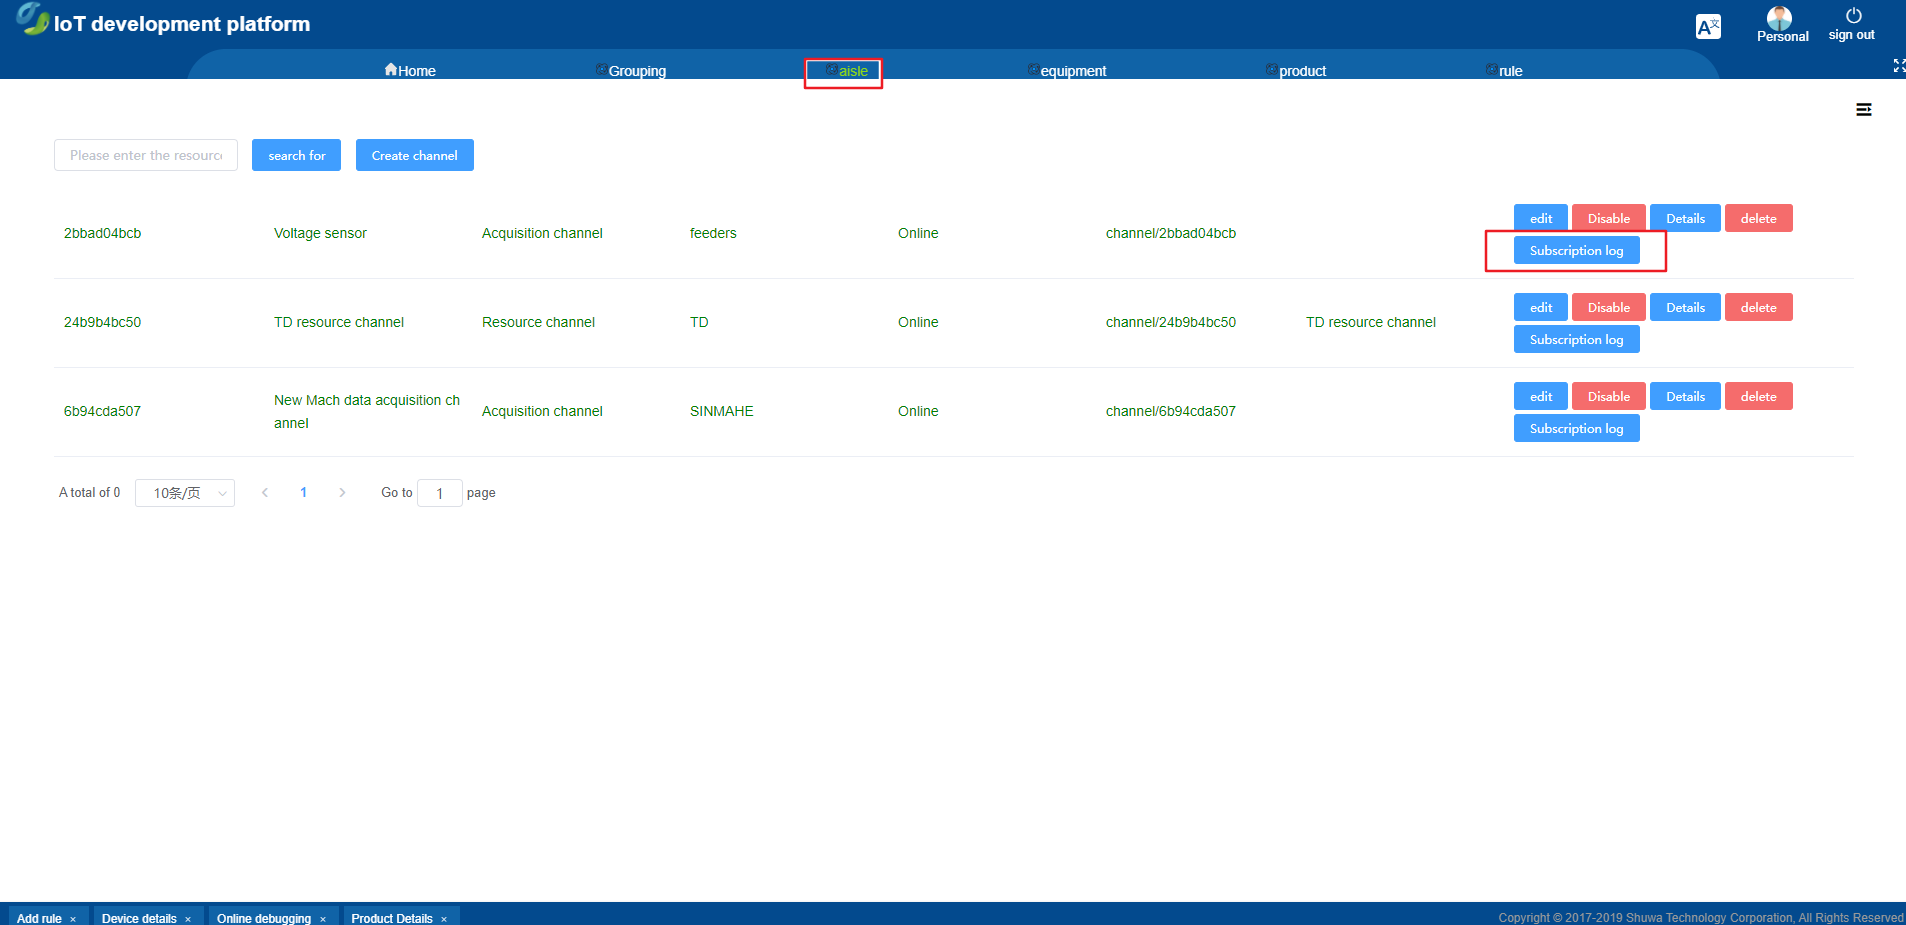 IoT development platform
Personal
sign out
Home
Grouping
aisle
equipment
product
rule
Please enter the resourc
search for
Create channel
2bbad04bcb
Voltage sensor
Acquisition channel
feeders
Online
channel/2bbad04bcb
edit
Disable
Details
delete
Subscription log
24b9b4bc50
TD resource channel
Resource channel
TD
Online
channel/24b9b4bc50
TD resource channel
edit
Disable
Details
delete
Subscription log
6b94cda507
New Mach data acquisition ch
annel
Acquisition channel
SINMAHE
Online
channel/6b94cda507
edit
Disable
Details
delete
Subscription log
A total of 0
10条/页
1
Go to
1
page
Add rule ×
Device details ×
Online debugging ×
Product Details ×
Copyright © 2017-2019 Shuwa Technology Corporation, All Rights Reserved